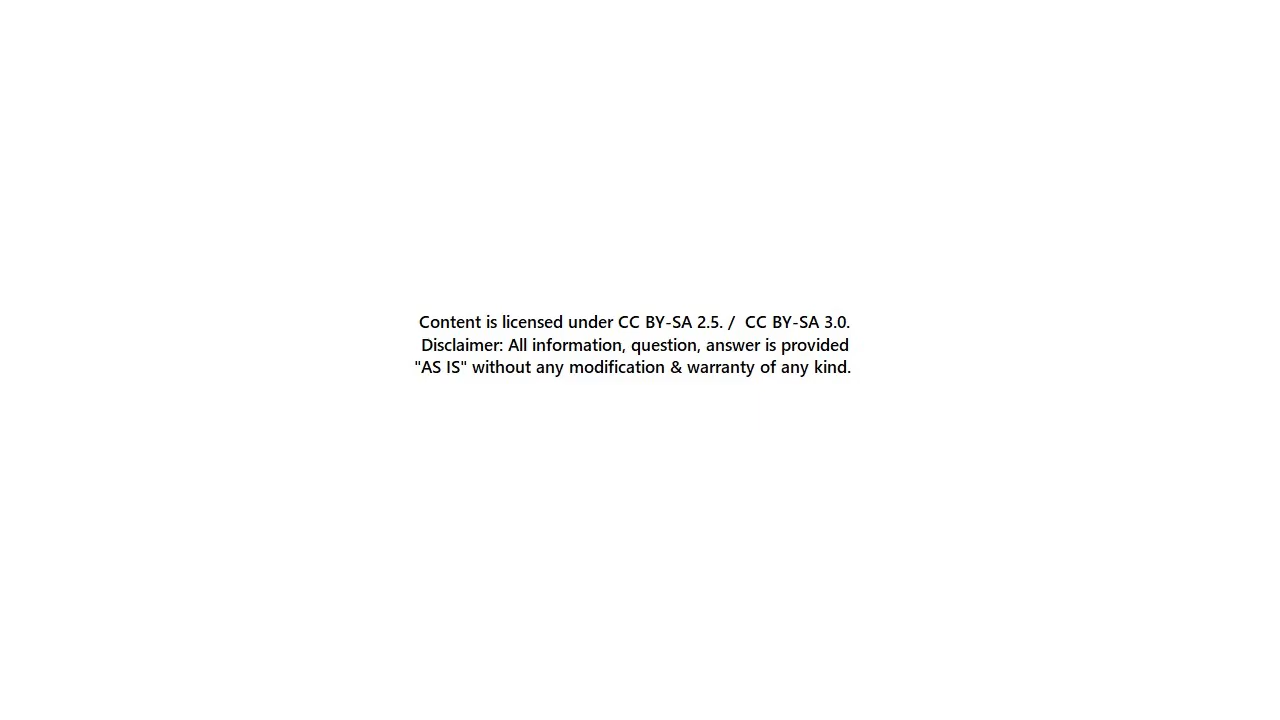 Content is licensed under CC BY-SA 2.5. /  CC BY-SA 3.0.
Disclaimer: All information, question, answer is provided
"AS IS" without any modification & warranty of any kind.